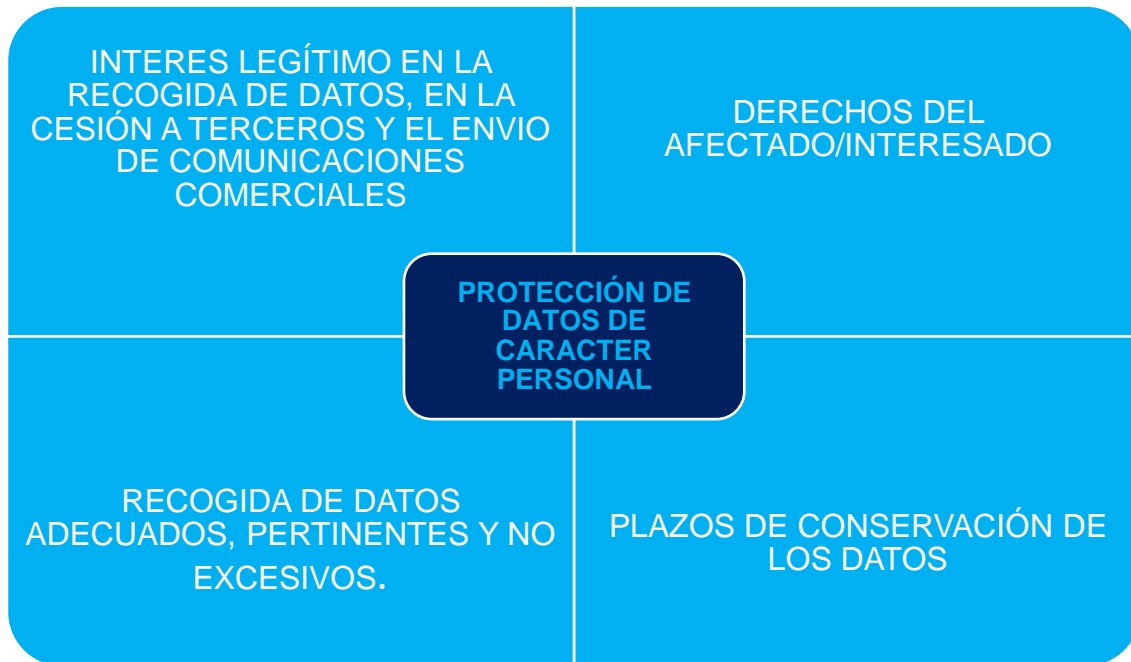 INTERES LEGÍTIMO EN LA
RECOGIDA DE DATOS, EN LA
CESIÓN A TERCEROS Y EL ENVIO
DE COMUNICACIONES
COMERCIALES
DERECHOS DEL
AFECTADO/INTERESADO
PROTECCIÓN DE
DATOS DE
CARACTER
PERSONAL
RECOGIDA DE DATOS
ADECUADOS, PERTINENTES Y NO
EXCESIVOS.
PLAZOS DE CONSERVACIÓN DE
LOS DATOS